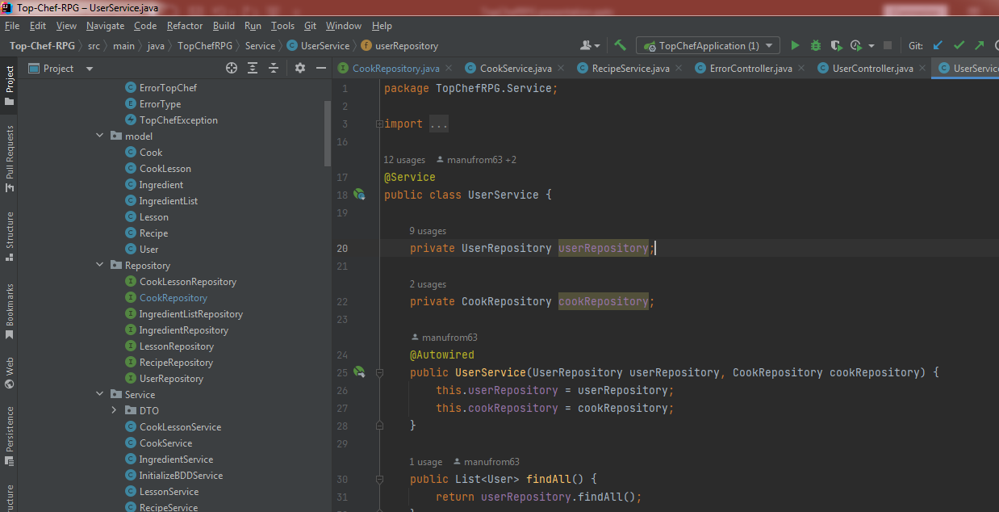 Top-Chef-RPG – UserService.java
File Edit View Navigate Code Refactor Build Run Tools Git Window Help
Top-Chef-RPG src main java TopChefRPG Service UserService userRepository TopChefApplication (1) Git:
Project
CookRepository.java CookService.java RecipeService.java ErrorController.java UserController.java UserService
Project
Pull Requests
Structure
Bookmarks
Web
Persistence
ErrorTopChef
ErrorType
TopChefException
model
Cook
CookLesson
Ingredient
IngredientList
Lesson
Recipe
User
Repository
CookLessonRepository
CookRepository
IngredientListRepository
IngredientRepository
LessonRepository
RecipeRepository
UserRepository
Service
DTO
CookLessonService
CookService
IngredientService
InitializeBDDService
LessonService
RecipeService
1 package TopChefRPG.Service;
2
3 import ...
16
12 usages manufrom63 +2
17 @Service
18 public class UserService {
19
9 usages
20 private UserRepository userRepository;
21
2 usages
22 private CookRepository cookRepository;
23
manufrom63
24 @Autowired
25 public UserService(UserRepository userRepository, CookRepository cookRepository) {
26 this.userRepository = userRepository;
27 this.cookRepository = cookRepository;
28 }
29
1 usage manufrom63
30 public List<User> findAll() {
31 return userRepository.findAll();
}